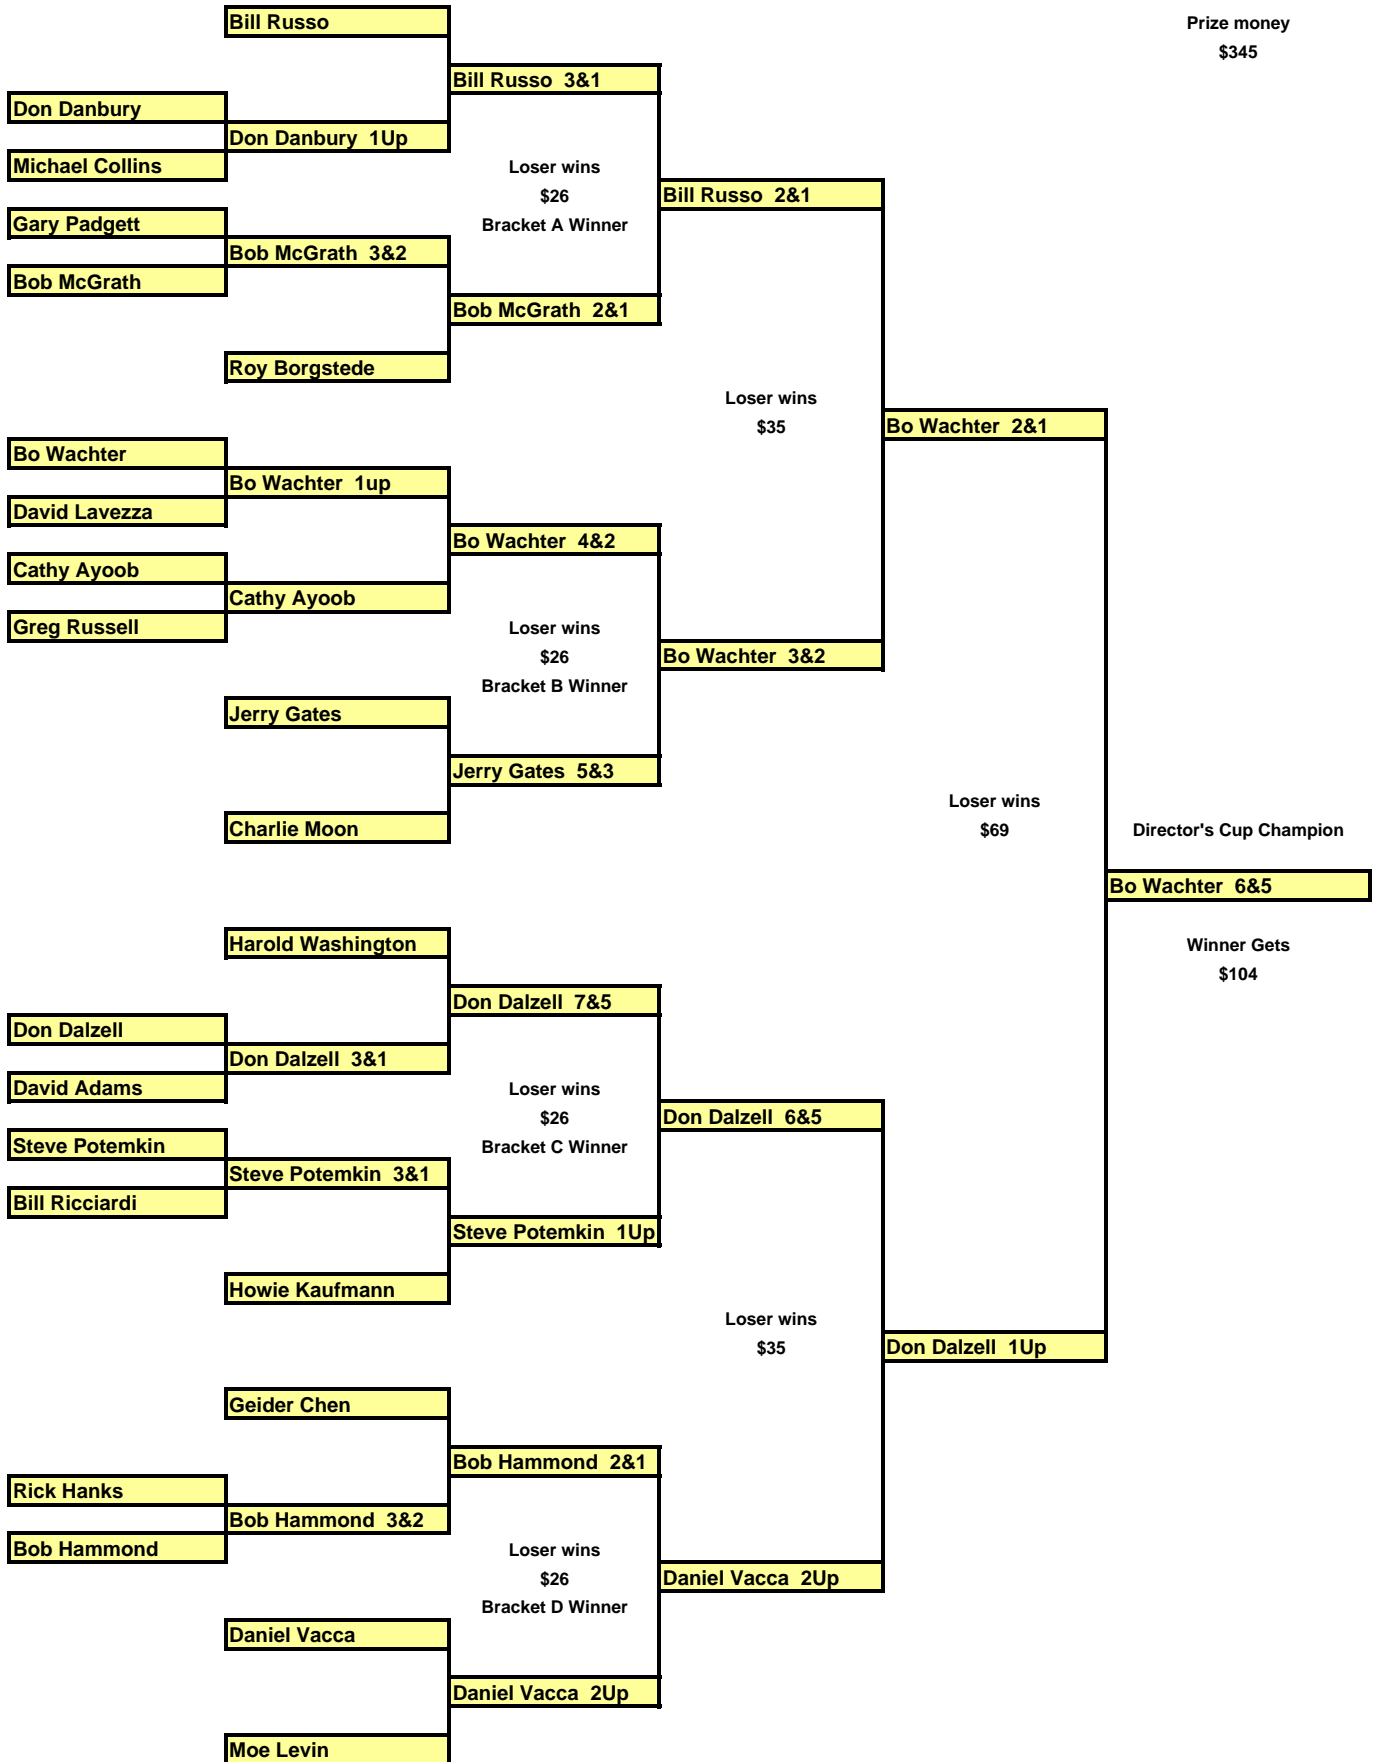 Bill Russo
Prize money
$345
Bill Russo 3&1
Don Danbury
Don Danbury 1Up
Michael Collins
Loser wins
$26
Bill Russo 2&1
Gary Padgett
Bracket A Winner
Bob McGrath 3&2
Bob McGrath
Bob McGrath 2&1
Roy Borgstede
Loser wins
$35
Bo Wachter 2&1
Bo Wachter
Bo Wachter 1up
David Lavezza
Bo Wachter 4&2
Cathy Ayoob
Cathy Ayoob
Greg Russell
Loser wins
$26
Bo Wachter 3&2
Bracket B Winner
Jerry Gates
Jerry Gates 5&3
Loser wins
$69
Charlie Moon
Director's Cup Champion
Bo Wachter 6&5
Harold Washington
Winner Gets
$104
Don Dalzell 7&5
Don Dalzell
Don Dalzell 3&1
David Adams
Loser wins
$26
Don Dalzell 6&5
Steve Potemkin
Bracket C Winner
Steve Potemkin 3&1
Bill Ricciardi
Steve Potemkin 1Up
Howie Kaufmann
Loser wins
$35
Don Dalzell 1Up
Geider Chen
Bob Hammond 2&1
Rick Hanks
Bob Hammond 3&2
Bob Hammond
Loser wins
$26
Daniel Vacca 2Up
Bracket D Winner
Daniel Vacca
Daniel Vacca 2Up
Moe Levin